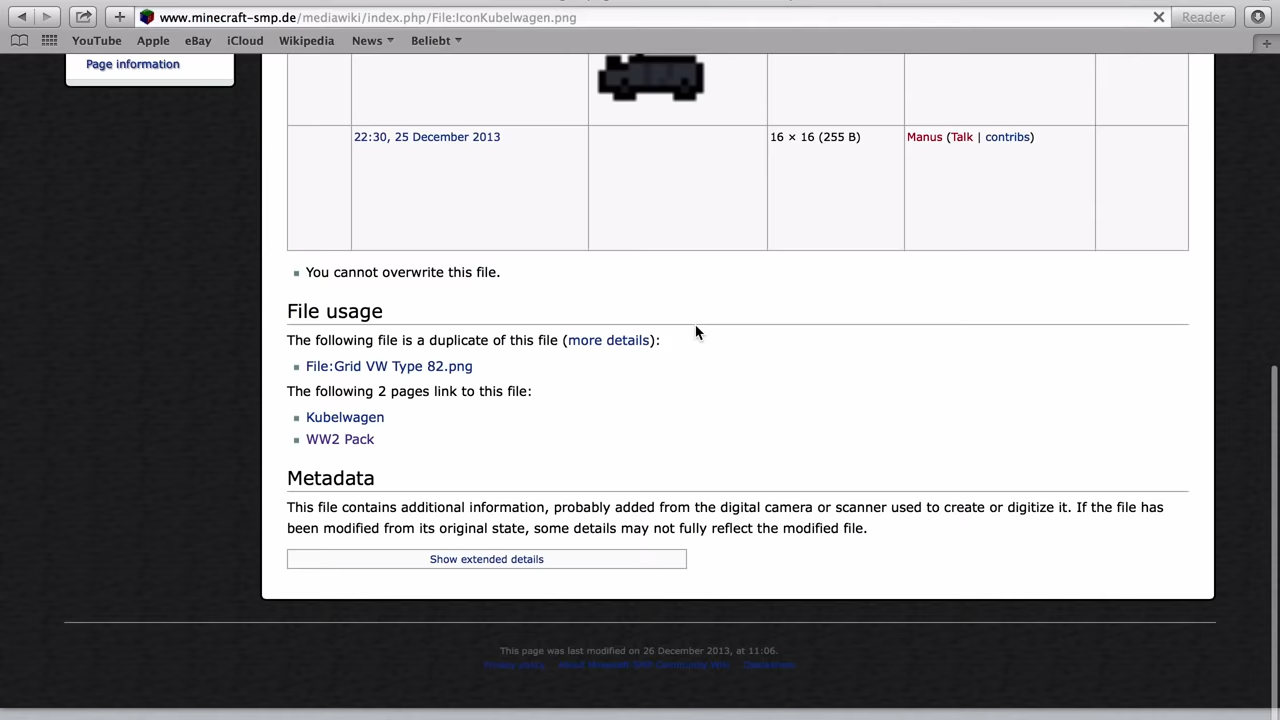 www.minecraft-smp.de/mediawiki/index.php/File:IconKubelwagen.png
Reader
YouTube Apple eBay iCloud Wikipedia News Beliebt
Page information
22:30, 25 December 2013 16 × 16 (255 B) Manus (Talk | contribs)
You cannot overwrite this file.
File usage
The following file is a duplicate of this file (more details):
File:Grid VW Type 82.png
The following 2 pages link to this file:
Kubelwagen
WW2 Pack
Metadata
This file contains additional information, probably added from the digital camera or scanner used to create or digitize it. If the file has
been modified from its original state, some details may not fully reflect the modified file.
Show extended details
This page was last modified on 26 December 2013, at 11:06.
Privacy policy About Minecraft SMP Community Wiki Disclaimers